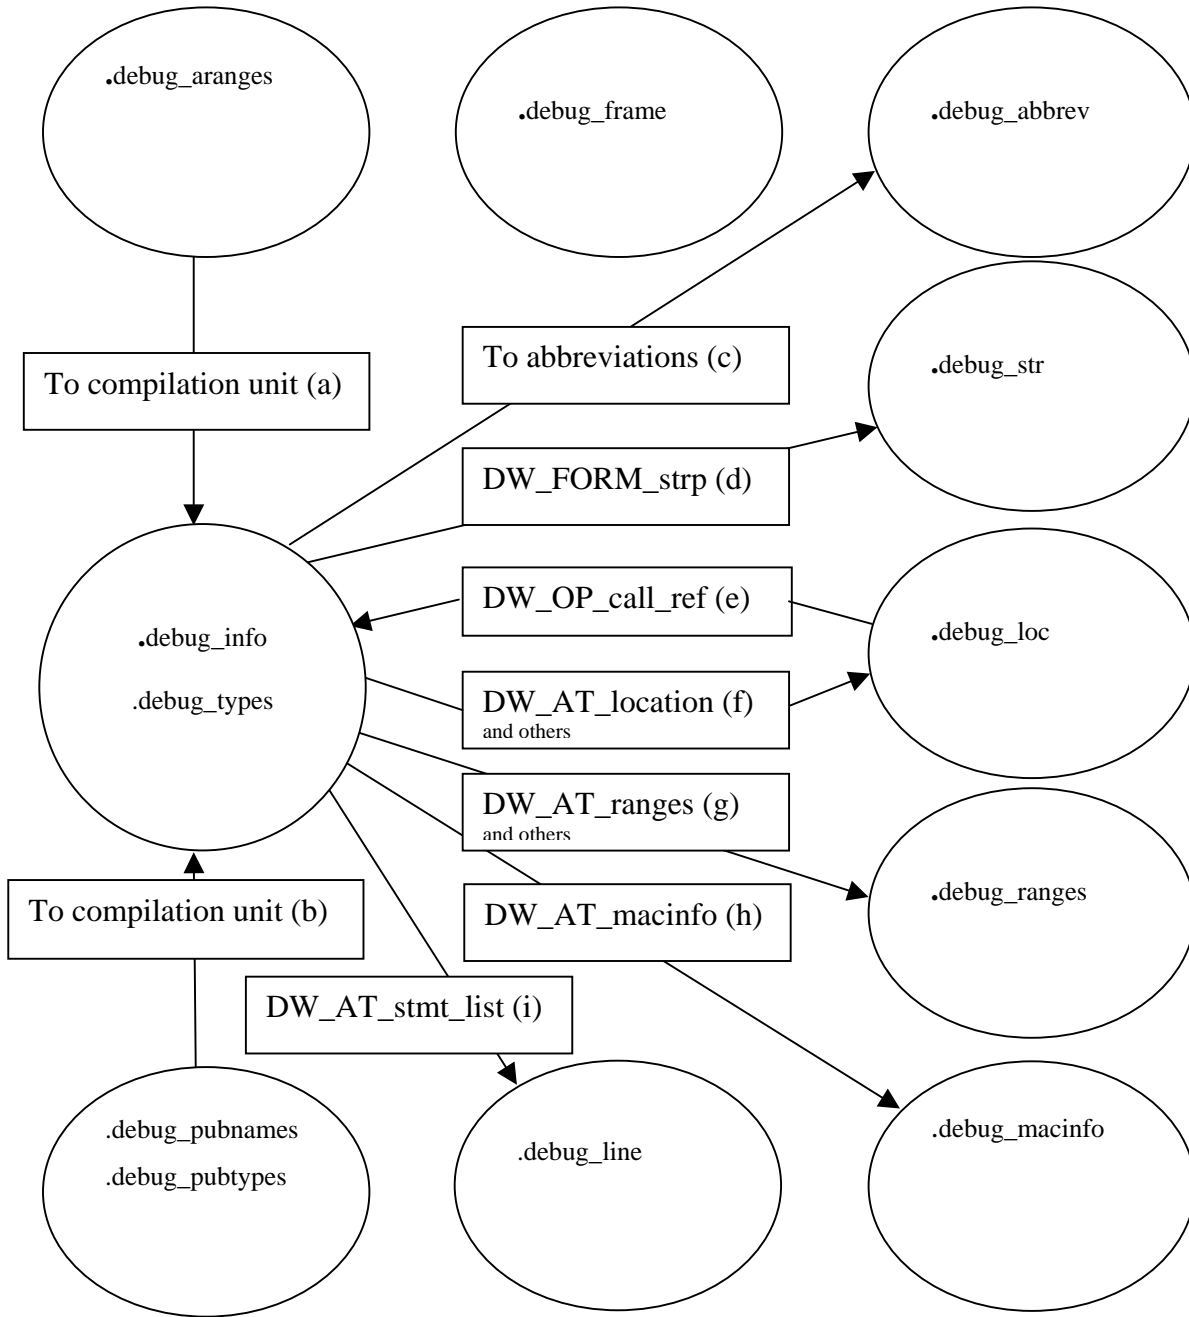 .debug_aranges
.debug_frame
.debug_abbrev
To compilation unit (a)
To abbreviations (c)
.debug_str
DW_FORM_strp (d)
DW_OP_call_ref (e)
.debug_info
.debug_types
.debug_loc
DW_AT_location (f)
and others
DW_AT_ranges (g)
and others
.debug_ranges
To compilation unit (b)
DW_AT_macinfo (h)
DW_AT_stmt_list (i)
.debug_pubnames
.debug_pubtypes
.debug_line
.debug_macinfo